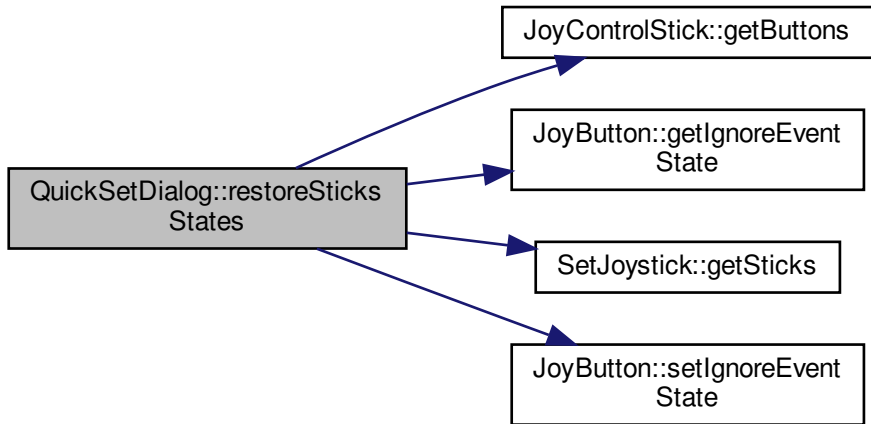 JoyControlStick::getButtons
JoyButton::getIgnoreEvent
State
QuickSetDialog::restoreSticks
States
SetJoystick::getSticks
JoyButton::setIgnoreEvent
State